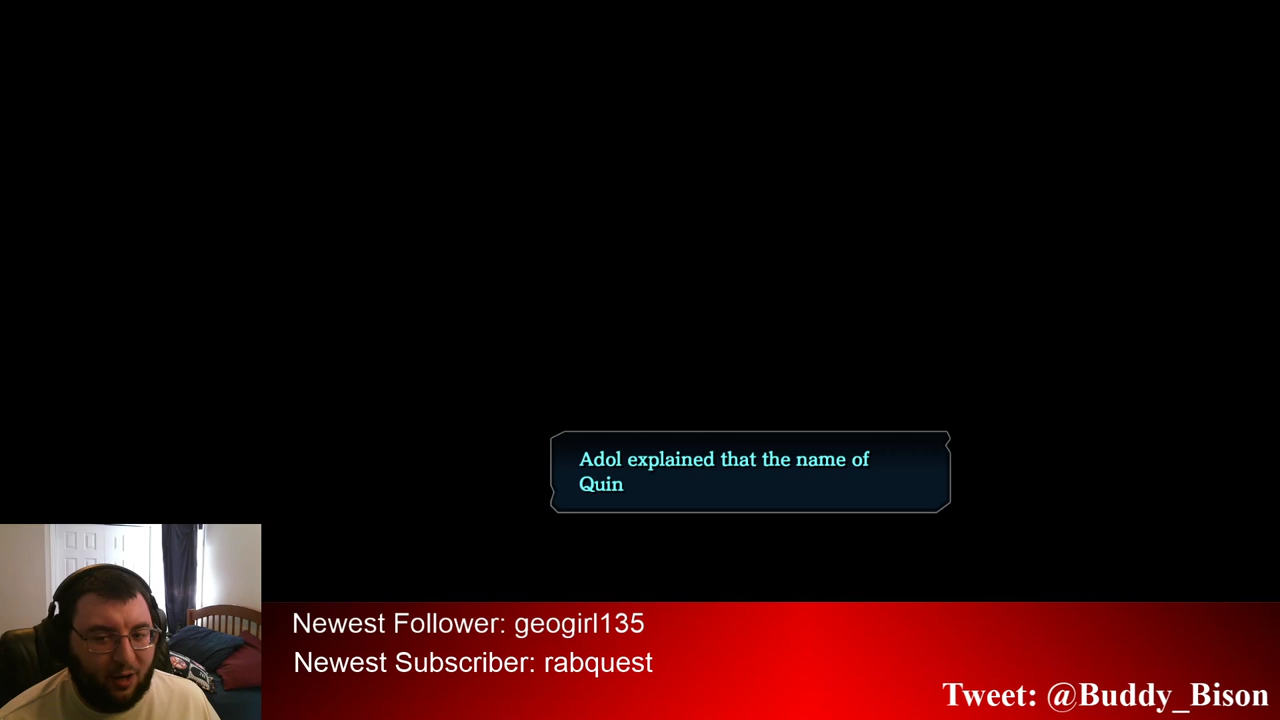 Adol explained that the name of
Quin
Newest Follower: geogirl135
Newest Subscriber: rabquest
Tweet: @Buddy_Bison